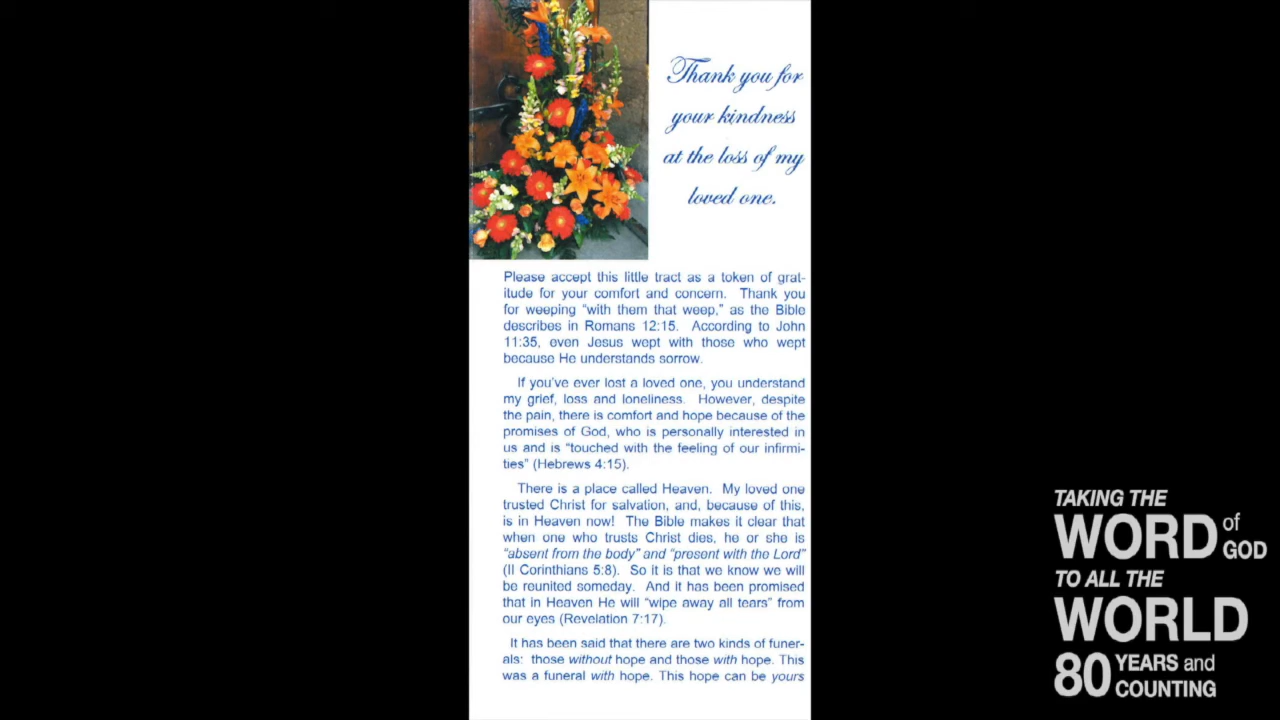 Thank you for
your kindness
at the loss of my
loved one.
Please accept this little tract as a token of grat-
itude for your comfort and concern. Thank you
for weeping “with them that weep,” as the Bible
describes in Romans 12:15. According to John
11:35, even Jesus wept with those who wept
because He understands sorrow.
If you’ve ever lost a loved one, you understand
my grief, loss and loneliness. However, despite
the pain, there is comfort and hope because of the
promises of God, who is personally interested in
us and is “touched with the feeling of our infirmi-
ties” (Hebrews 4:15).
There is a place called Heaven. My loved one
trusted Christ for salvation, and, because of this,
is in Heaven now! The Bible makes it clear that
when one who trusts Christ dies, he or she is
“absent from the body” and “present with the Lord”
(II Corinthians 5:8). So it is that we know we will
be reunited someday. And it has been promised
that in Heaven He will “wipe away all tears” from
our eyes (Revelation 7:17).
It has been said that there are two kinds of funer-
als: those without hope and those with hope. This
was a funeral with hope. This hope can be yours
TAKING THE
WORD of GOD
TO ALL THE
WORLD
80 YEARS and COUNTING